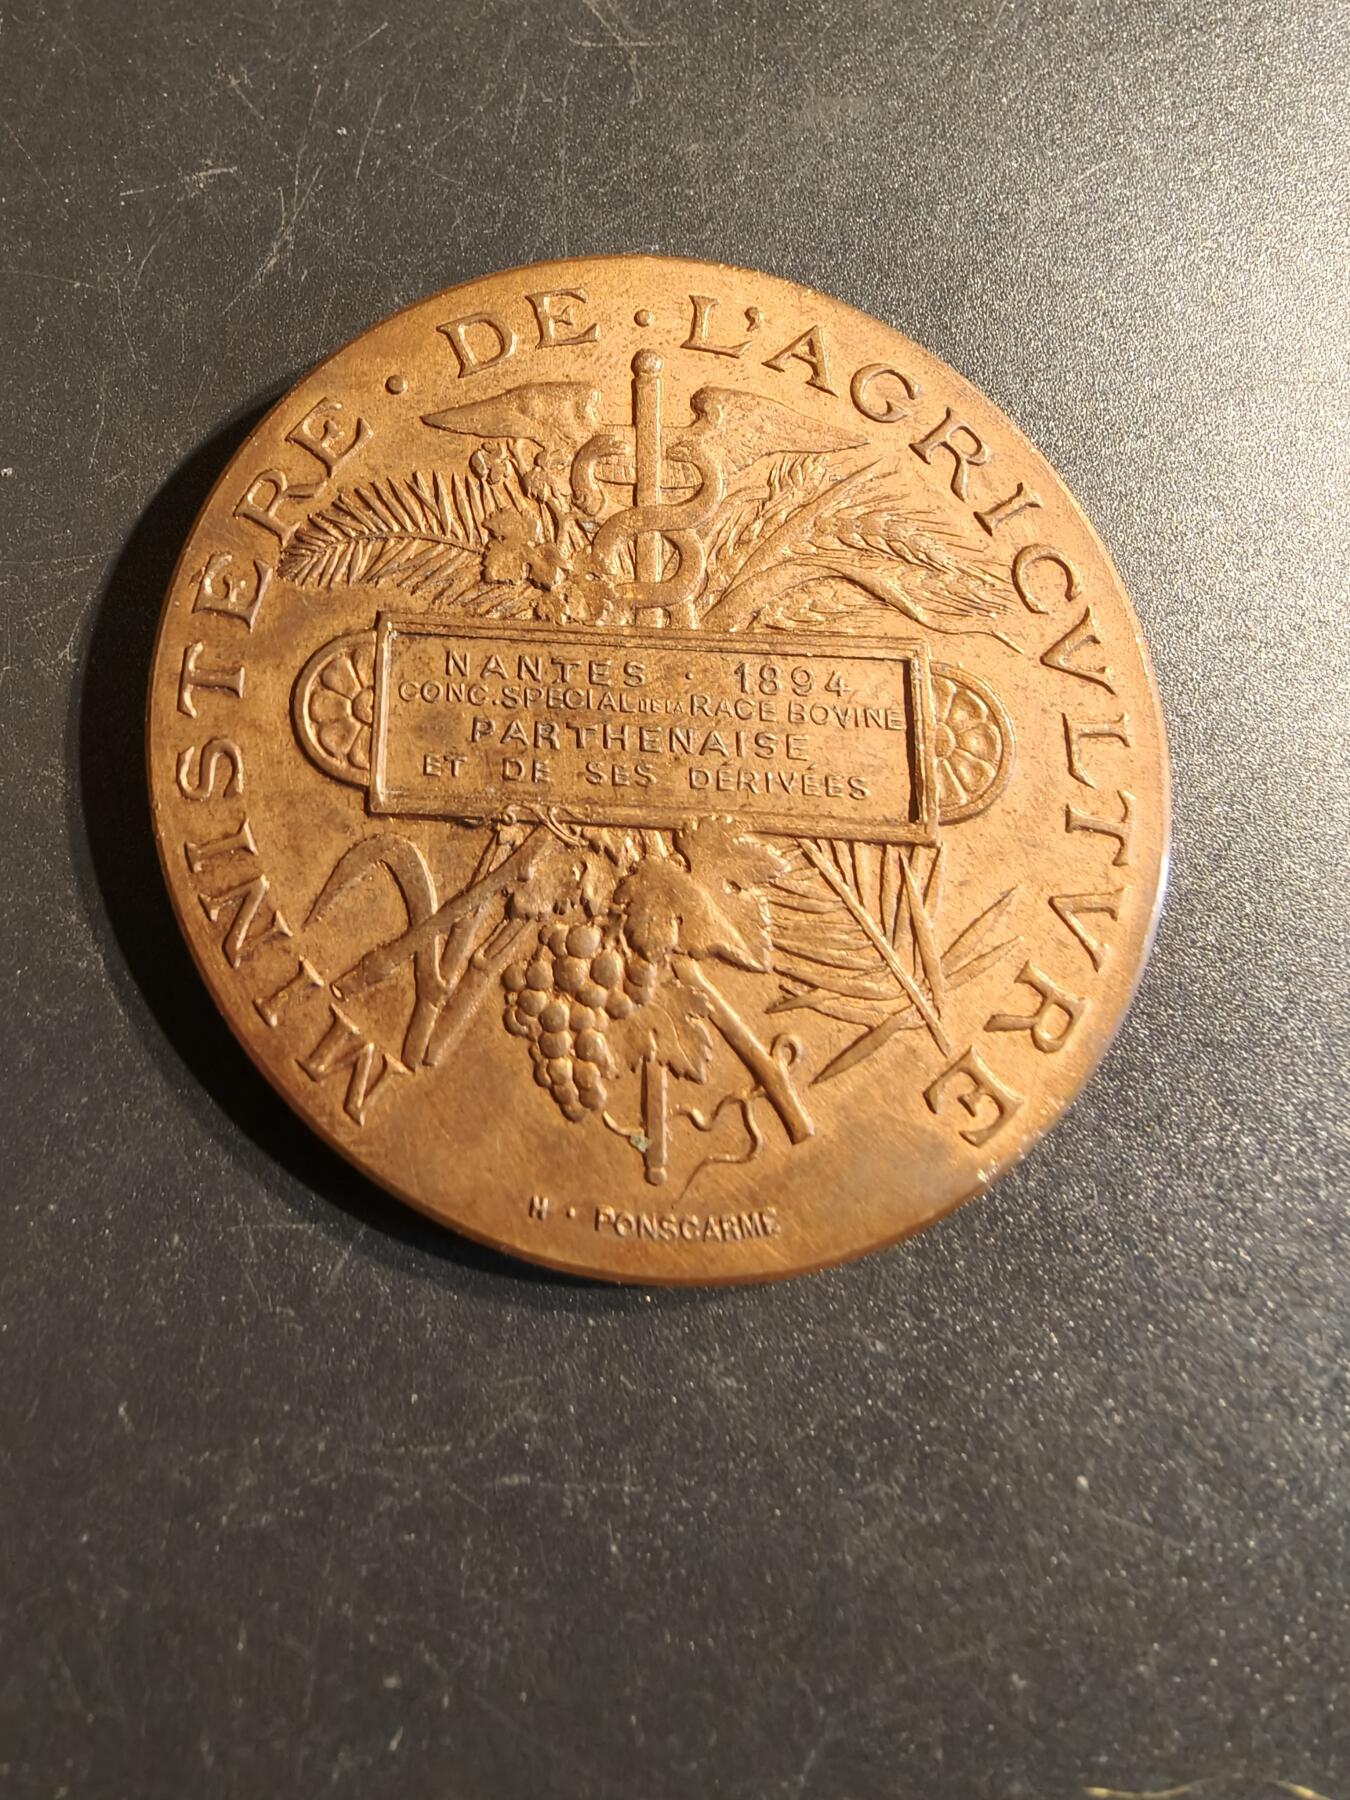 MINISTERE · DE · L'AGRICVLTVRE
NANTES · 1894
CONC. SPECIAL DE LA RACE BOVINE
PARTHENAISE
ET DE SES DÉRIVÉES
H · PONSCARME